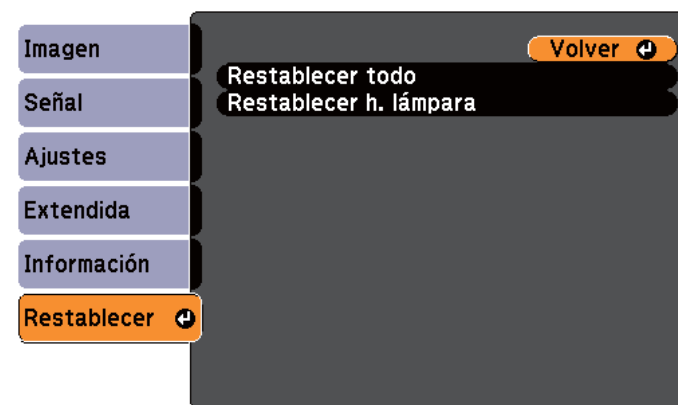 Imagen
Señal
Ajustes
Extendida
Información
Restablecer
Volver
Restablecer todo
Restablecer h. lámpara